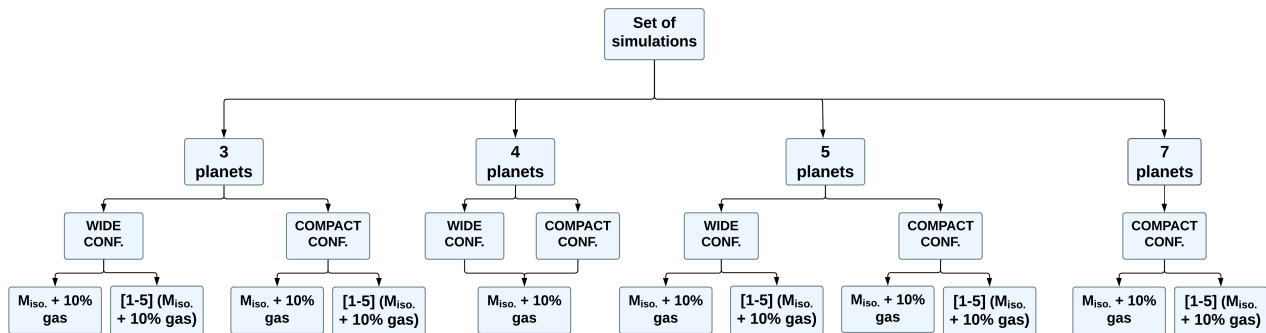 Set of
simulations
3
planets
4
planets
5
planets
7
planets
WIDE
CONF.
COMPACT
CONF.
WIDE
CONF.
COMPACT
CONF.
WIDE
CONF.
COMPACT
CONF.
COMPACT
CONF.
Miso. + 10%
gas
[1-5] (Miso.
+ 10% gas)
Miso. + 10%
gas
[1-5] (Miso.
+ 10% gas)
Miso. + 10%
gas
Miso. + 10%
gas
[1-5] (Miso.
+ 10% gas)
Miso. + 10%
gas
[1-5] (Miso.
+ 10% gas)
Miso. + 10%
gas
[1-5] (Miso.
+ 10% gas)